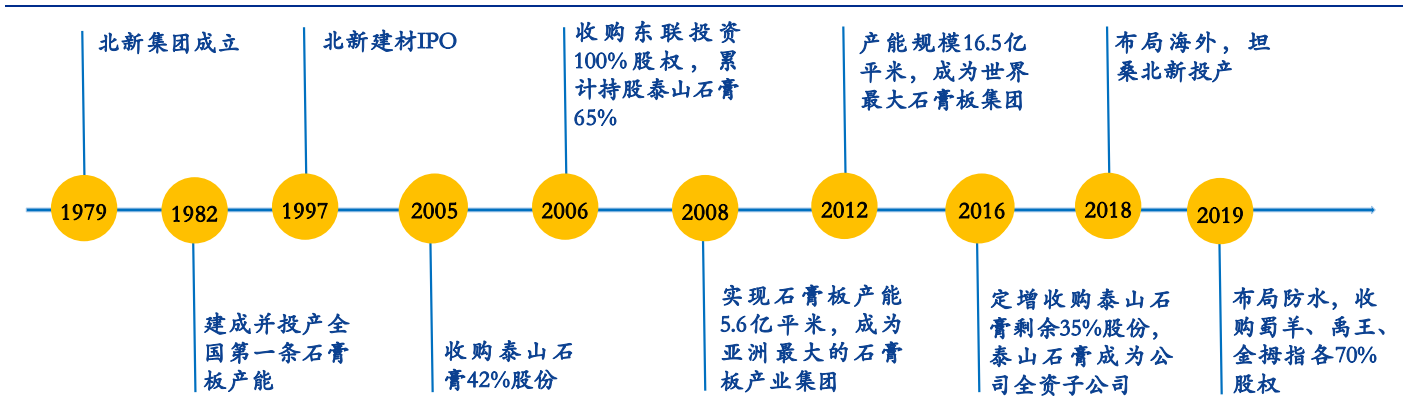 北新集团成立
北新建材IPO
收购东联投资
100%股权，累
计持股泰山石膏
65%
产能规模16.5亿
平米，成为世界
最大石膏板集团
布局海外，坦
桑北新投产
1979
1982
1997
2005
2006
2008
2012
2016
2018
2019
建成并投产全
国第一条石膏
板产能
收购泰山石
膏42%股份
实现石膏板产能
5.6亿平米，成为
亚洲最大的石膏
板产业集团
定增收购泰山石
膏剩余35%股份，
泰山石膏成为公
司全资子公司
布局防水，收
购蜀羊、禹王、
金拇指各70%
股权